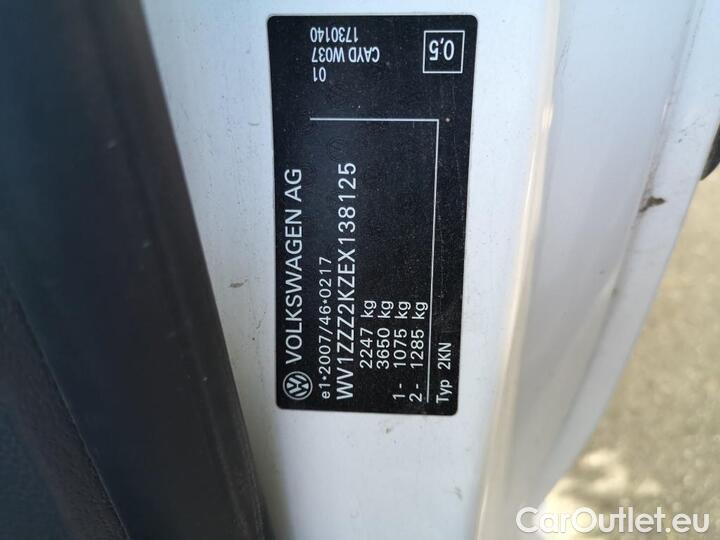 VOLKSWAGEN AG
e1*2007/46*0217
WV1ZZZ2KZEX138125
2247 kg
3650 kg
1- 1075 kg
2- 1285 kg
Typ 2KN
01
CAYD W037
1730140
0,5
CarOutlet.eu